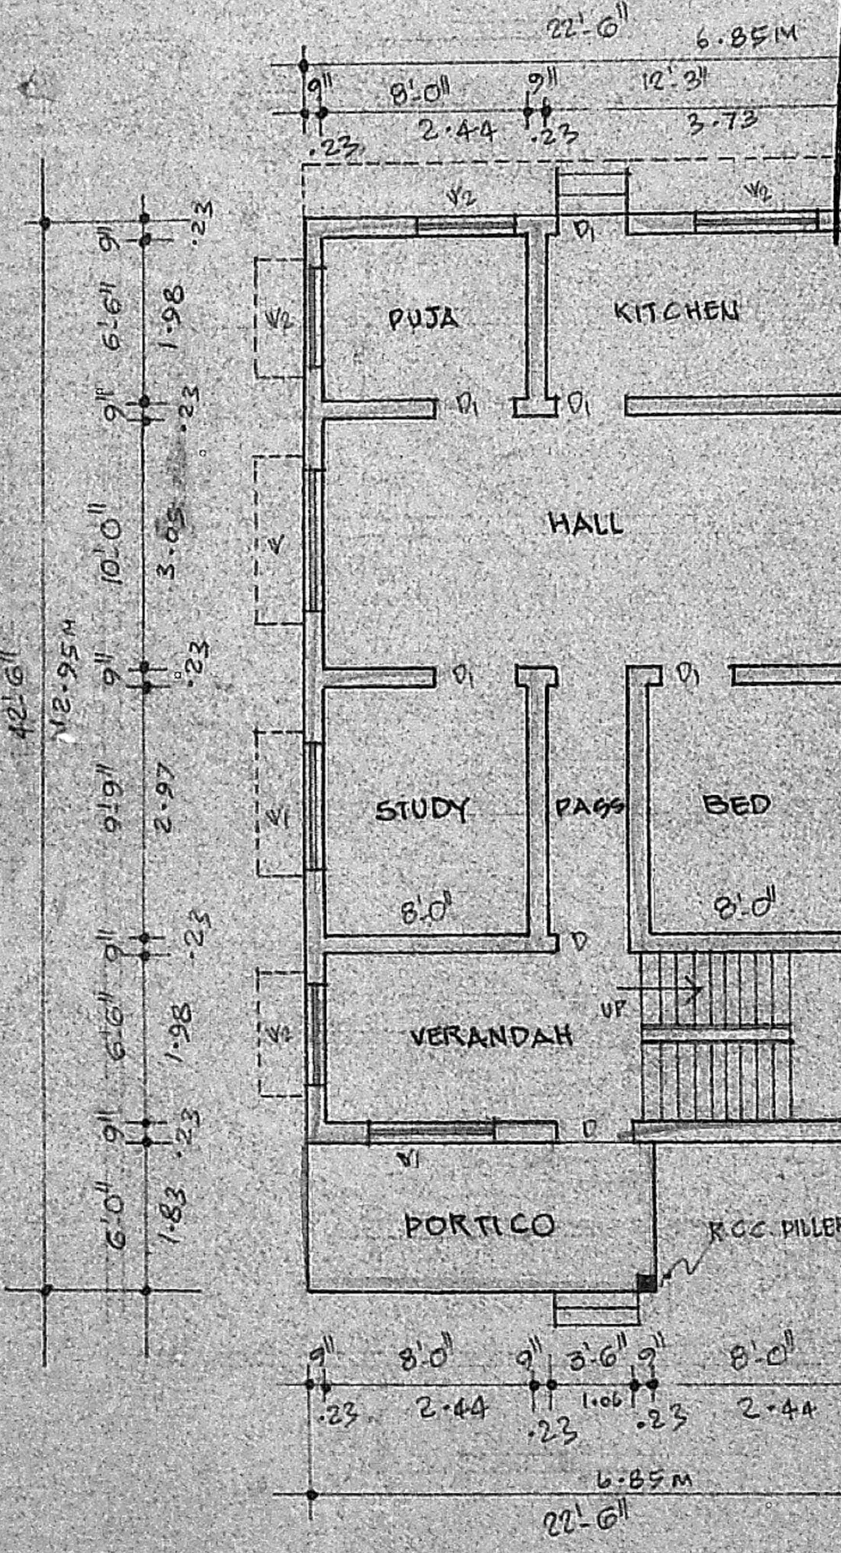 22'-6"
6.85M
9" 8'-0" 9" 12'-3"
.23 2.44 .23 3.73
V2 V2
D1
9" .23
PUJA KITCHEN
V2
6'-6" 1.98
9" .23
D1 D1
HALL
10'-0" 3.05
9" .23
D1 D1
42'-6"
12.95M
STUDY PASS BED
V1
9'-9" 2.97
8'-0" 8'-0"
9" .23
D
UP
VERANDAH
6'-6" 1.98
9" .23
D
V1
PORTICO
6'-0" 1.83
R.C.C. PILLER
9" 8'-0" 9" 3'-6" 9" 8'-0"
.23 2.44 .23 1.06 .23 2.44
6.85M
22'-6"